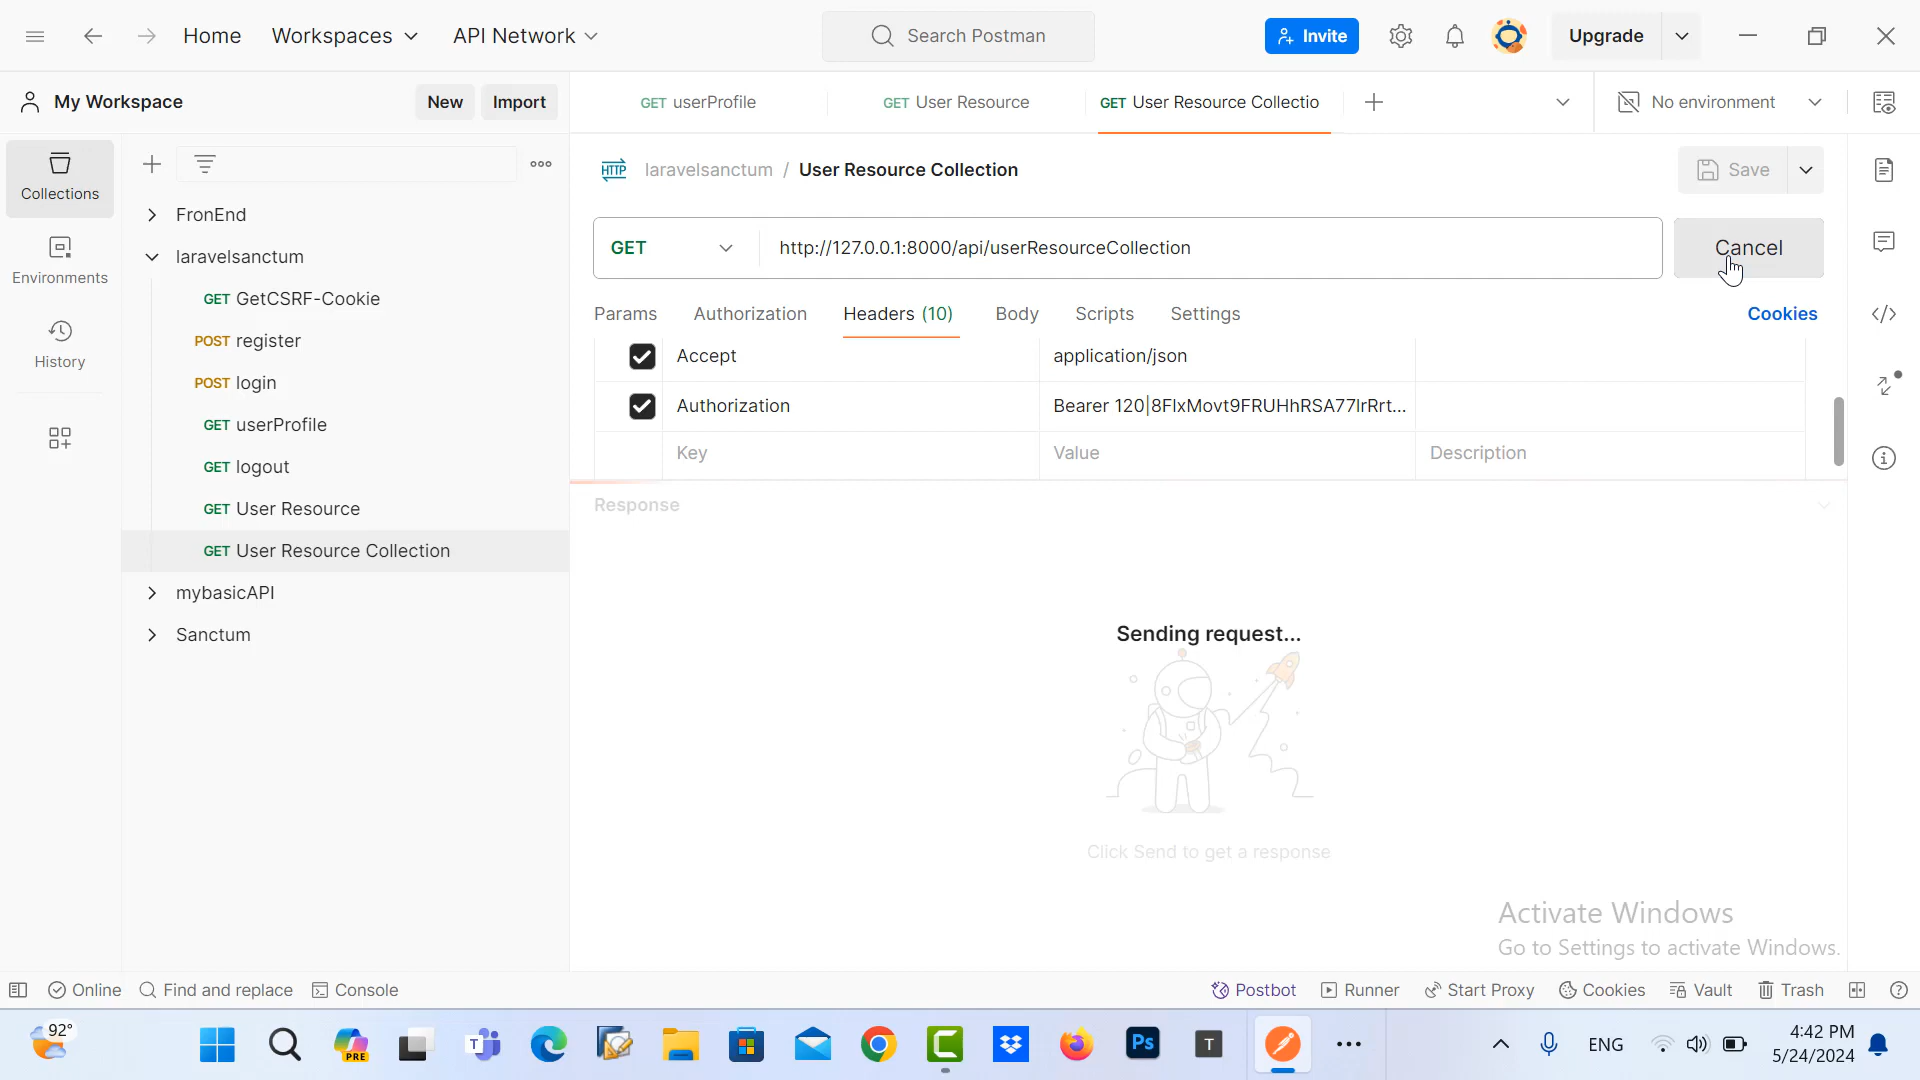 Home
Workspaces
API Network
Search Postman
Invite
Upgrade
My Workspace
New
Import
GET userProfile
GET User Resource
GET User Resource Collectio
No environment
Collections
Environments
History
FronEnd
laravelsanctum
GET GetCSRF-Cookie
POST register
POST login
GET userProfile
GET logout
GET User Resource
GET User Resource Collection
mybasicAPI
Sanctum
HTTP laravelsanctum / User Resource Collection
Save
GET http://127.0.0.1:8000/api/userResourceCollection
Cancel
Params Authorization Headers (10) Body Scripts Settings
Cookies
Accept application/json
Authorization Bearer 120|8FIxMovt9FRUHhRSA77lrRrt...
Key Value Description
Response
Sending request...
Click Send to get a response
Activate Windows
Go to Settings to activate Windows.
Online Find and replace Console
Postbot Runner Start Proxy Cookies Vault Trash
92°
PRE
Ps
T
ENG
4:42 PM
5/24/2024